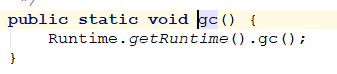 */
public static void gc() {
Runtime.getRuntime().gc();
}